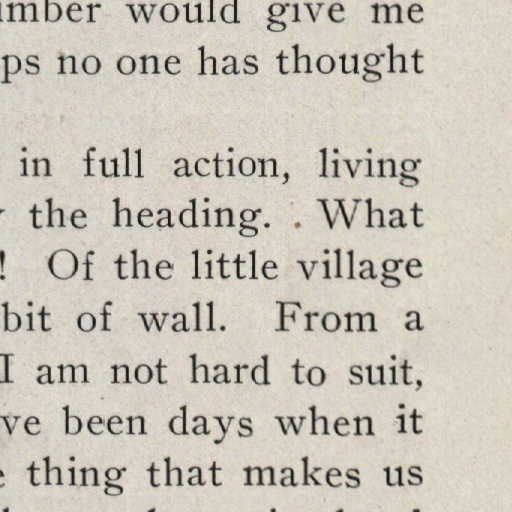 umber would give me
ps no one has thought
in full action, living
the heading. . What
! Of the little village
bit of wall. From a
I am not hard to suit,
ve been days when it
thing that makes us